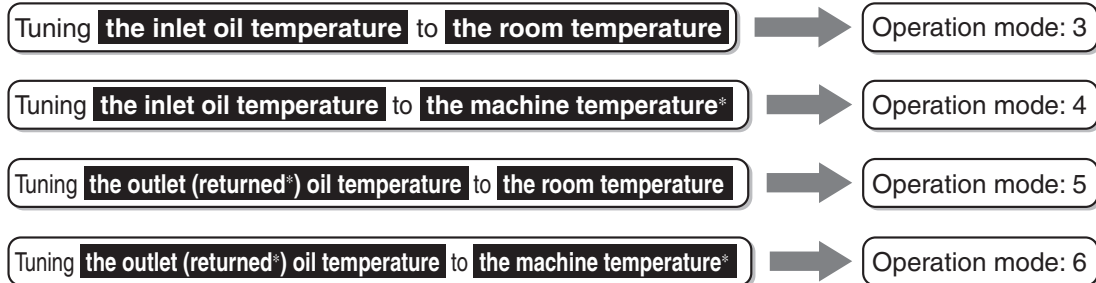 Tuning the inlet oil temperature to the room temperature Operation mode: 3
Tuning the inlet oil temperature to the machine temperature* Operation mode: 4
Tuning the outlet (returned*) oil temperature to the room temperature Operation mode: 5
Tuning the outlet (returned*) oil temperature to the machine temperature* Operation mode: 6